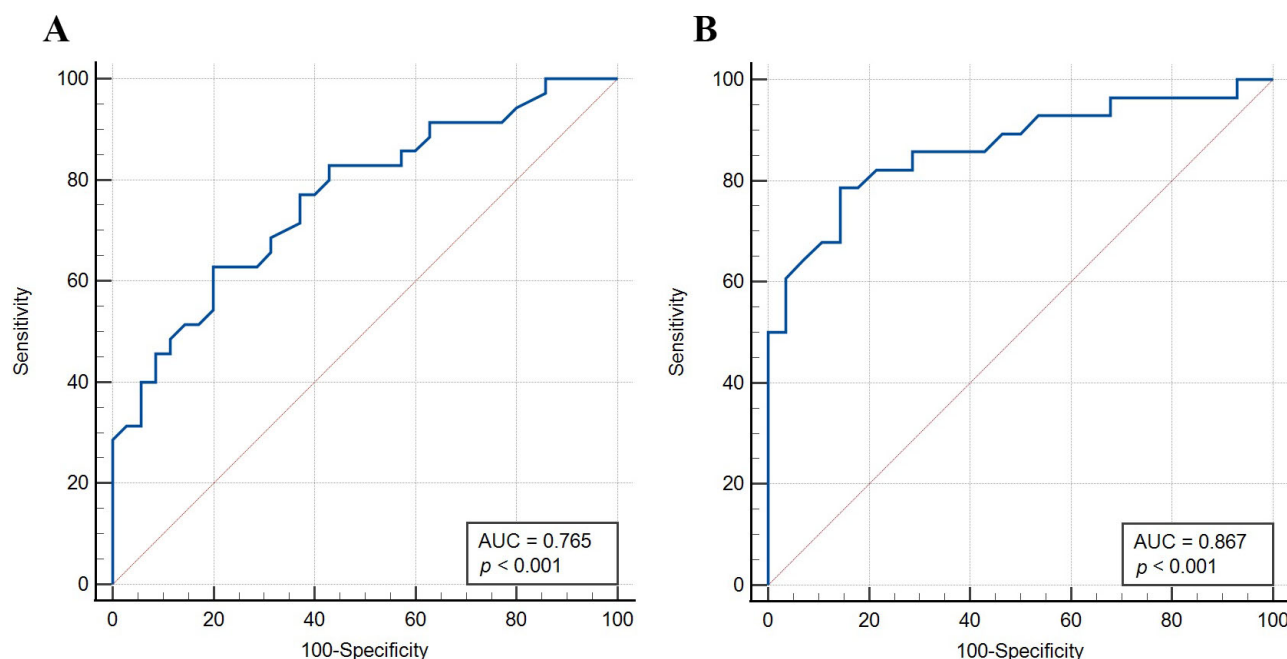 A
100
80
60
40
20
0
Sensitivity
0 20 40 60 80 100
100-Specificity
AUC = 0.765
p < 0.001
B
100
80
60
40
20
0
Sensitivity
0 20 40 60 80 100
100-Specificity
AUC = 0.867
p < 0.001